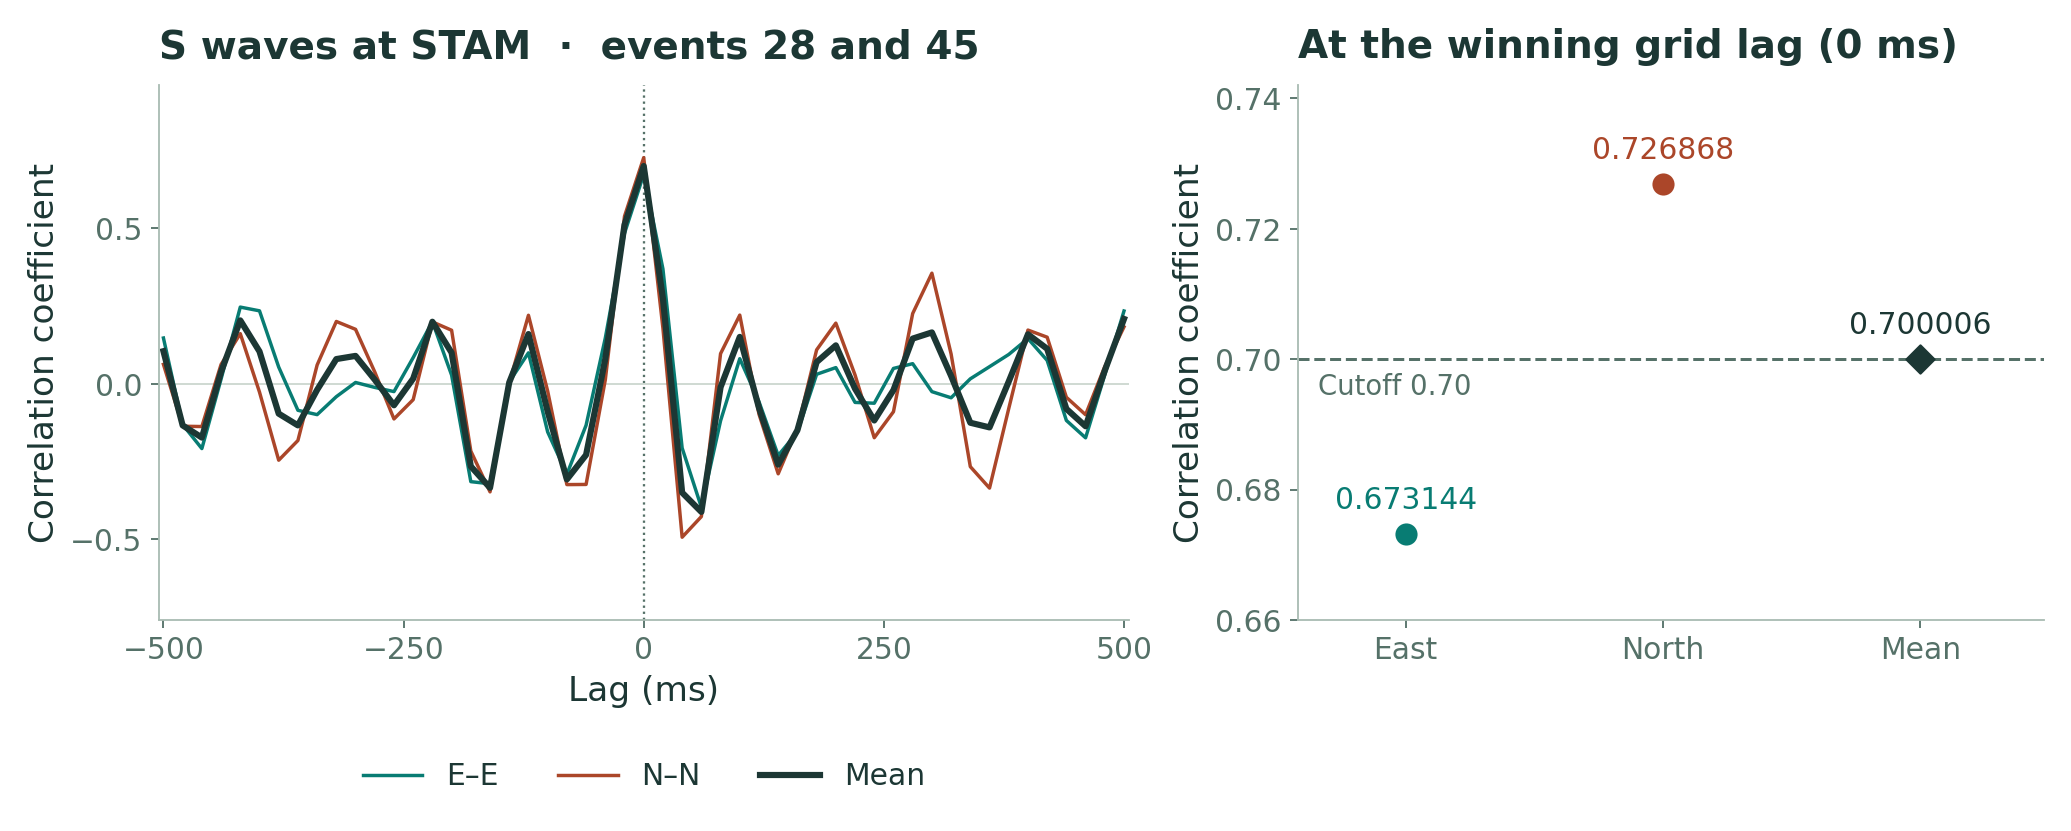 S waves at STAM · events 28 and 45
Correlation coefficient
0.5
0.0
−0.5
−500
−250
0
250
500
Lag (ms)
E–E
N–N
Mean
At the winning grid lag (0 ms)
Correlation coefficient
0.74
0.72
0.70
0.68
0.66
0.726868
0.700006
Cutoff 0.70
0.673144
East
North
Mean